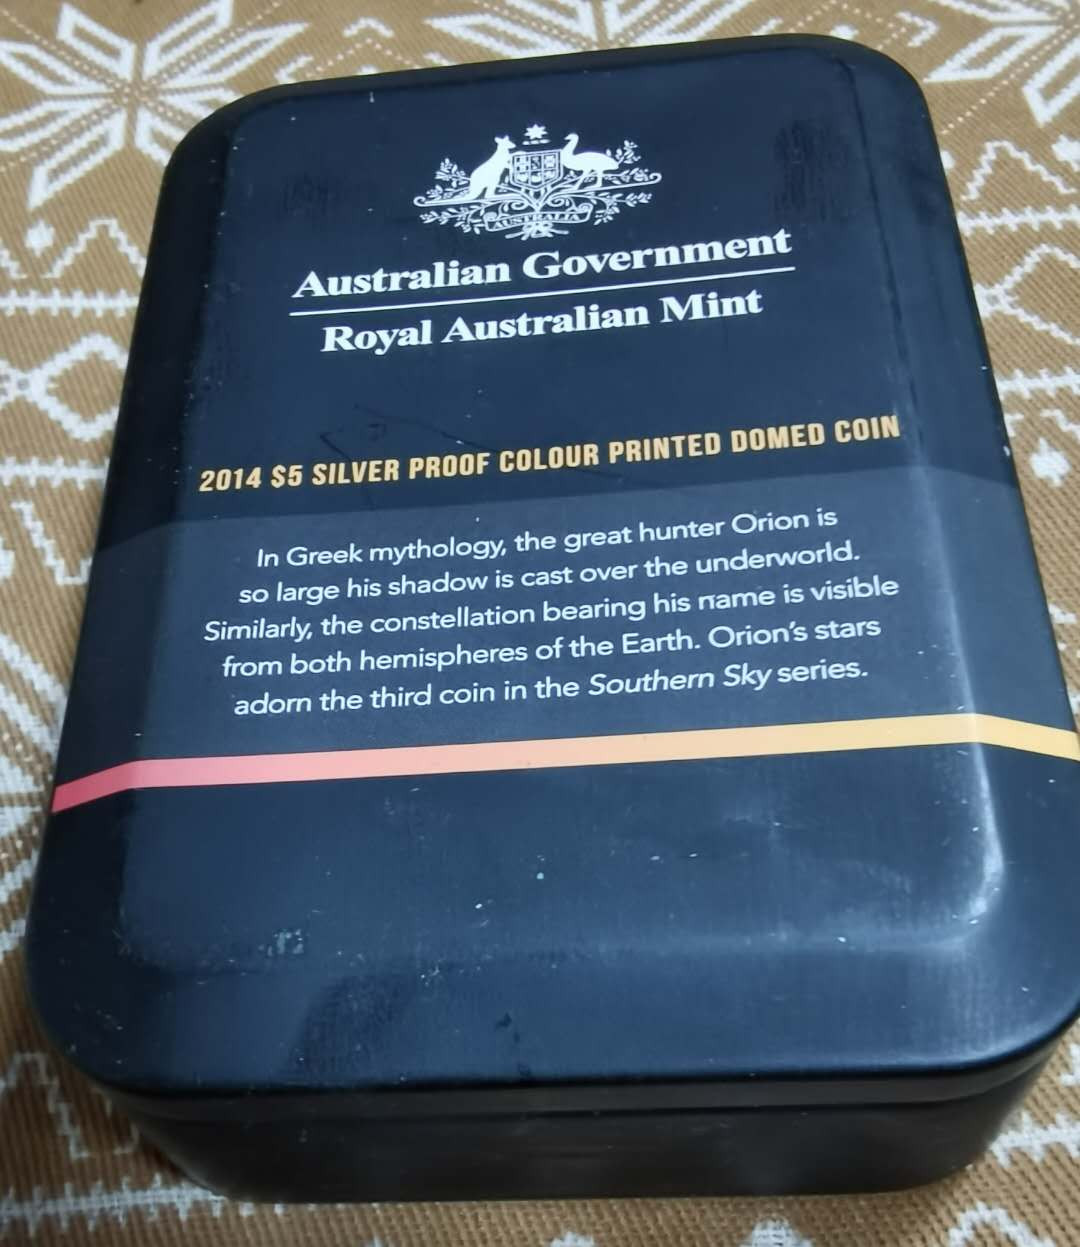 AUSTRALIA
Australian Government
Royal Australian Mint
2014 $5 SILVER PROOF COLOUR PRINTED DOMED COIN
In Greek mythology, the great hunter Orion is
so large his shadow is cast over the underworld.
Similarly, the constellation bearing his name is visible
from both hemispheres of the Earth. Orion's stars
adorn the third coin in the Southern Sky series.